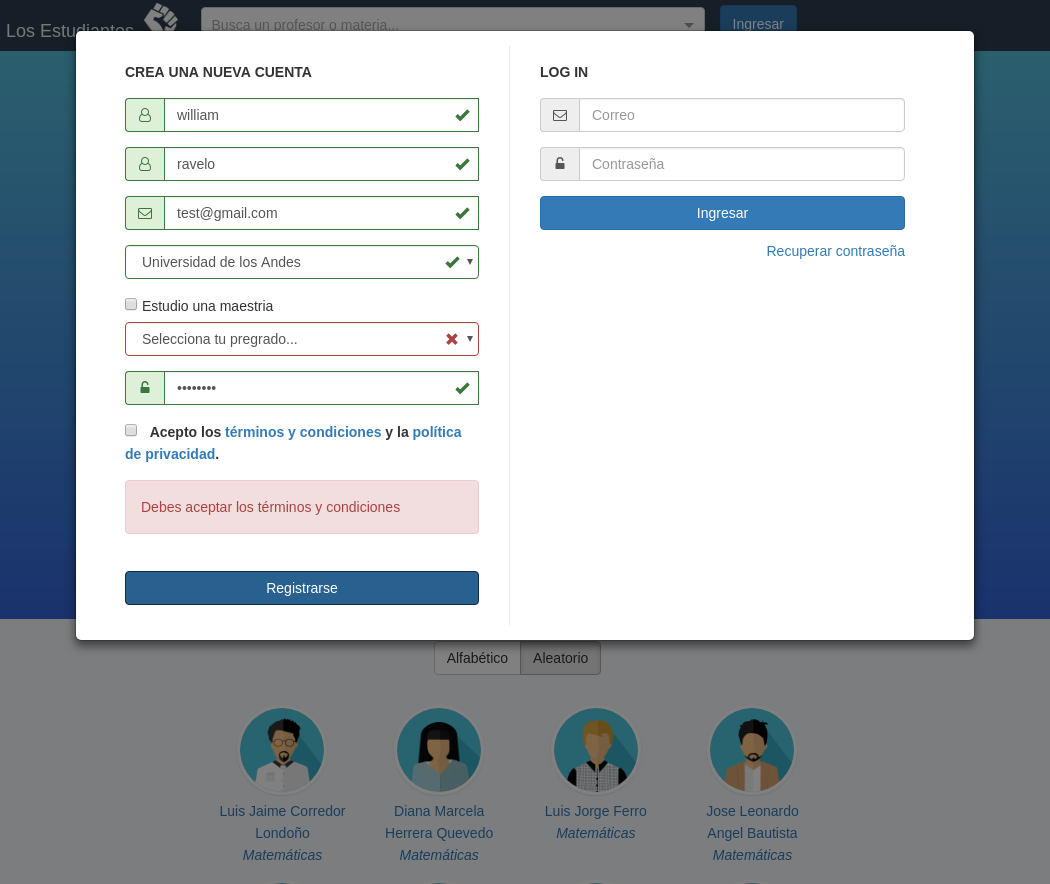 Los Estudiantes
Busca un profesor o materia...
Ingresar
CREA UNA NUEVA CUENTA
william
ravelo
test@gmail.com
Universidad de los Andes
Estudio una maestria
Selecciona tu pregrado...
••••••••
Acepto los términos y condiciones y la política
de privacidad.
Debes aceptar los términos y condiciones
Registrarse
LOG IN
Correo
Contraseña
Ingresar
Recuperar contraseña
Alfabético Aleatorio
Luis Jaime Corredor
Londoño
Matemáticas
Diana Marcela
Herrera Quevedo
Matemáticas
Luis Jorge Ferro
Matemáticas
Jose Leonardo
Angel Bautista
Matemáticas